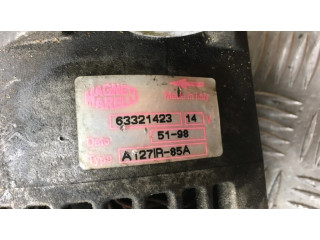 MAGNETI
MARELLI
63321423 14 V
51-98
A127IR-85A